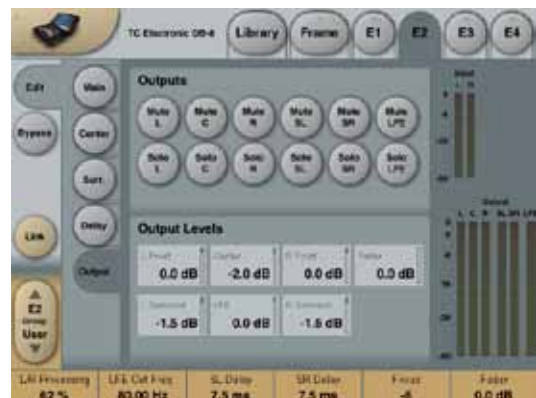 TC Electronic DB-8
Library
Frame
E1
E2
E3
E4
Edit
Bypass
Link
E2
User
Main
Center
Surr.
Delay
Output
Outputs
Mute L
Mute C
Mute R
Mute SL
Mute SR
Mute LFE
Solo L
Solo C
Solo R
Solo SL
Solo SR
Solo LFE
Output Levels
Center
Fader
0.0 dB
-2.0 dB
0.0 dB
0.0 dB
LFE
-1.5 dB
0.0 dB
-1.5 dB
Input
L R
Output
L C R SL SR LFE
Processing
LFE Cut Freq
SL Delay
SR Delay
Focus
Fader
62 %
80.00 Hz
7.5 ms
7.5 ms
0.0 dB